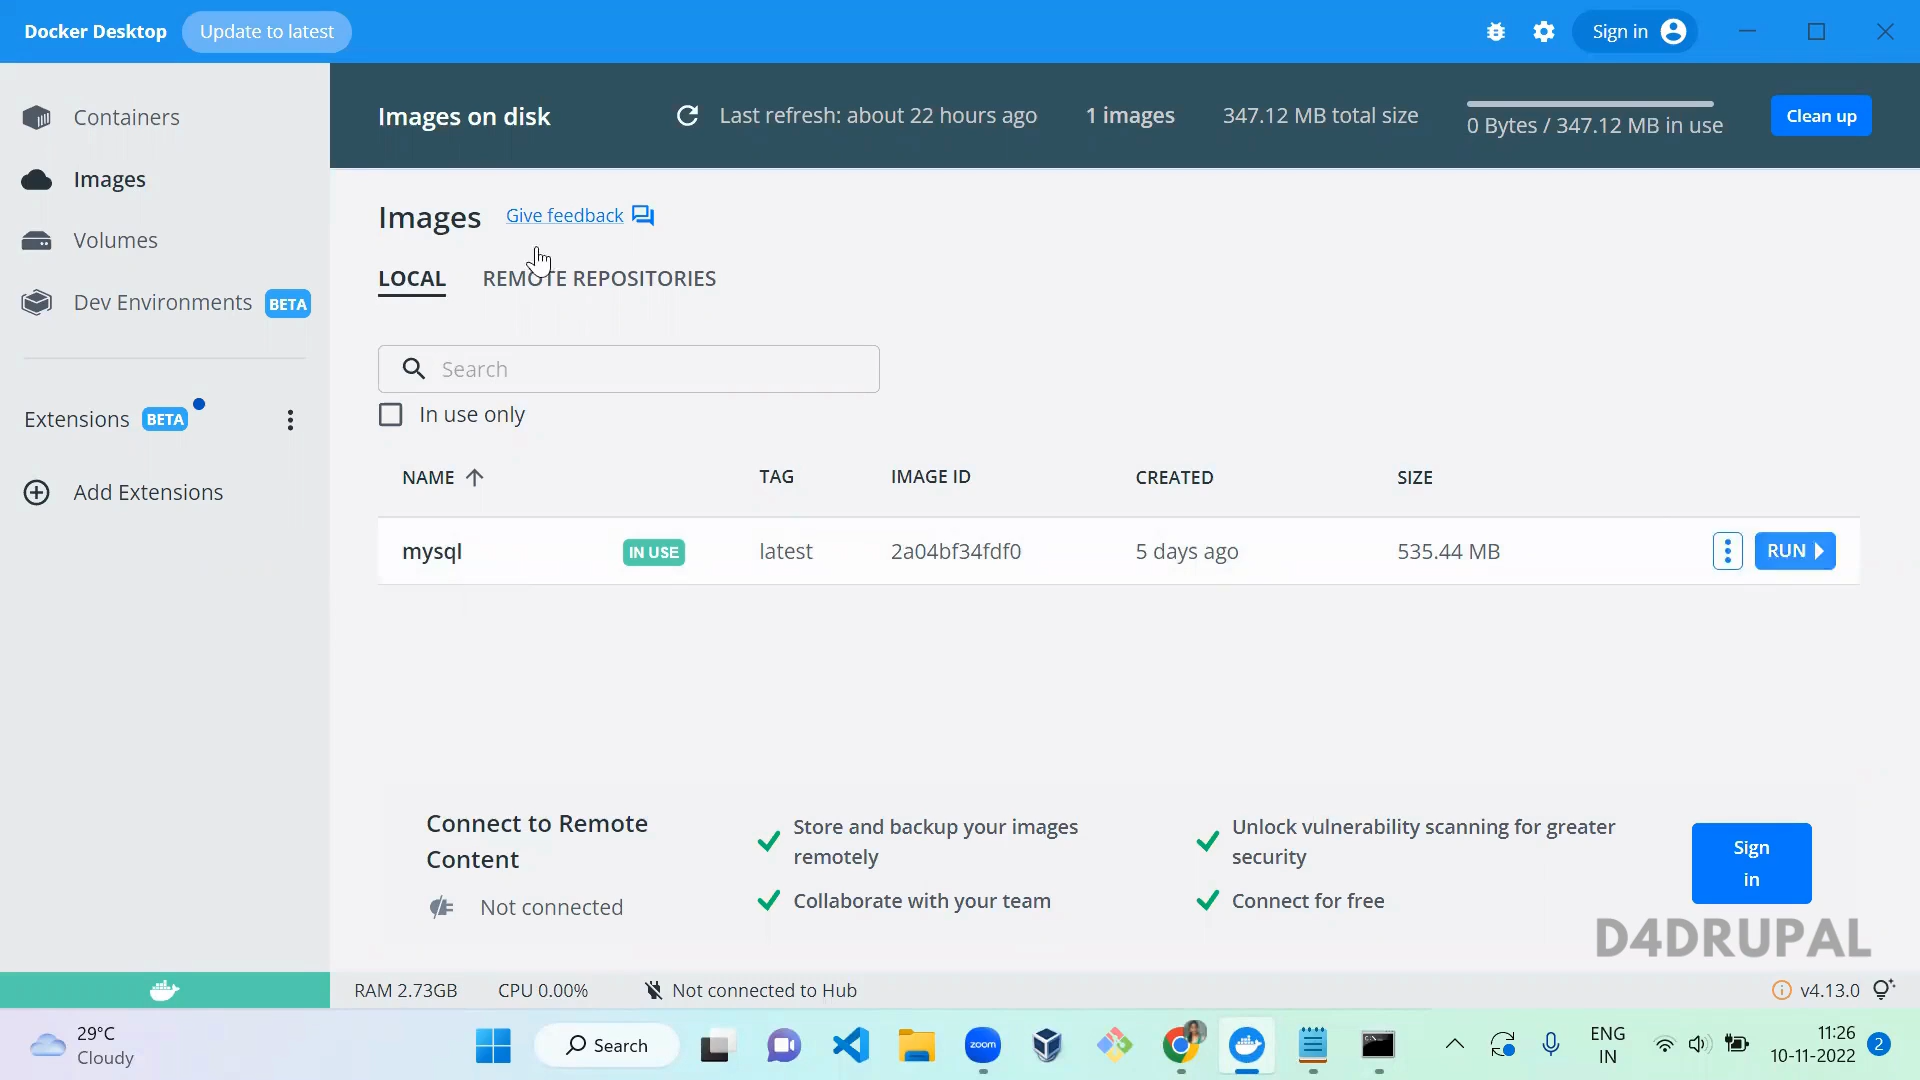 Docker Desktop
Update to latest
Sign in
Containers
Images
Volumes
Dev Environments BETA
Extensions BETA
Add Extensions
Images on disk
Last refresh: about 22 hours ago
1 images
347.12 MB total size
0 Bytes / 347.12 MB in use
Clean up
Images
Give feedback
LOCAL
REMOTE REPOSITORIES
Search
In use only
NAME
TAG
IMAGE ID
CREATED
SIZE
mysql
IN USE
latest
2a04bf34fdf0
5 days ago
535.44 MB
RUN
Connect to Remote
Content
Not connected
Store and backup your images
remotely
Collaborate with your team
Unlock vulnerability scanning for greater
security
Connect for free
Sign
in
D4DRUPAL
RAM 2.73GB
CPU 0.00%
Not connected to Hub
v4.13.0
29°C
Cloudy
Search
zoom
ENG
IN
11:26
10-11-2022
2